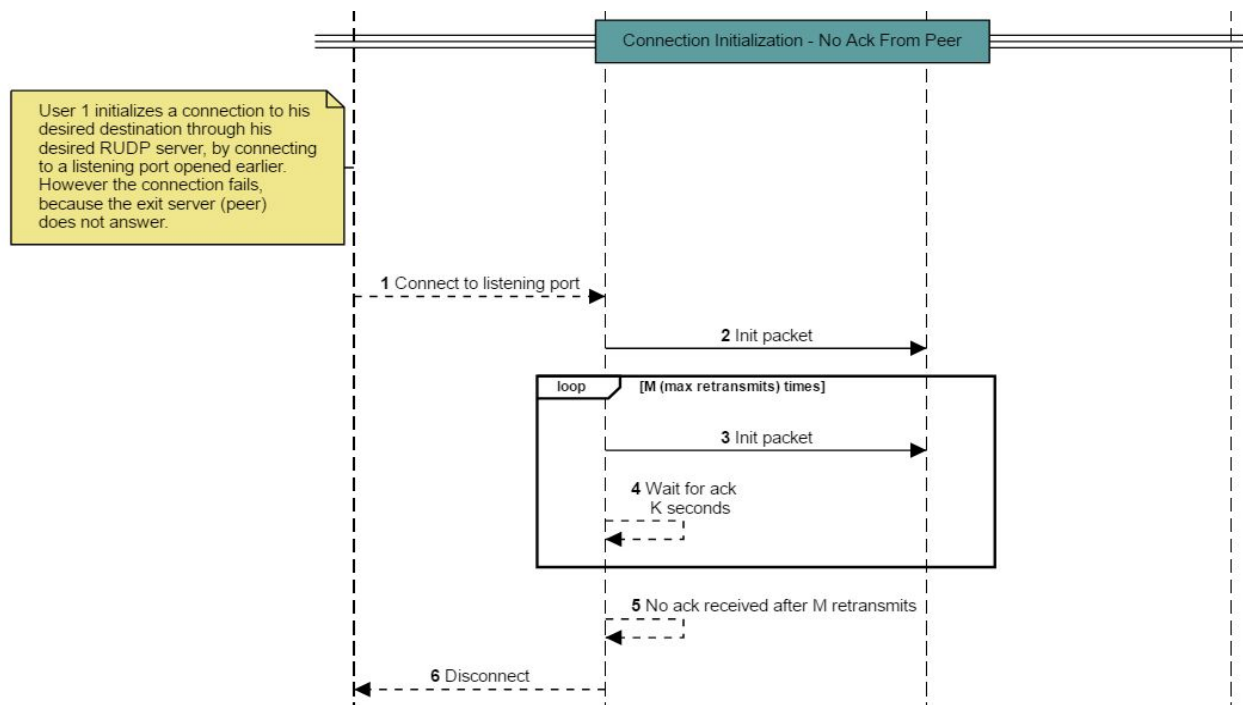 Connection Initialization - No Ack From Peer
User 1 initializes a connection to his
desired destination through his
desired RUDP server, by connecting
to a listening port opened earlier.
However the connection fails,
because the exit server (peer)
does not answer.
1 Connect to listening port
2 Init packet
loop [M (max retransmits) times]
3 Init packet
4 Wait for ack
K seconds
5 No ack received after M retransmits
6 Disconnect